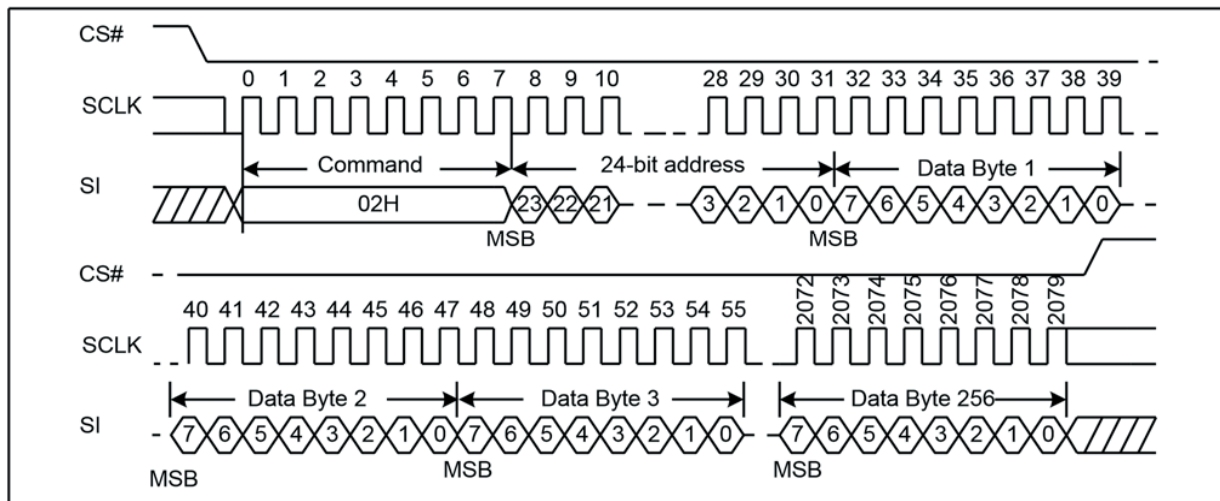 CS#
0 1 2 3 4 5 6 7 8 9 10 28 29 30 31 32 33 34 35 36 37 38 39
SCLK
Command 24-bit address Data Byte 1
SI
02H 23 22 21 3 2 1 0 7 6 5 4 3 2 1 0
MSB MSB
CS#
40 41 42 43 44 45 46 47 48 49 50 51 52 53 54 55 2072 2073 2074 2075 2076 2077 2078 2079
SCLK
Data Byte 2 Data Byte 3 Data Byte 256
SI
7 6 5 4 3 2 1 0 7 6 5 4 3 2 1 0 7 6 5 4 3 2 1 0
MSB MSB MSB